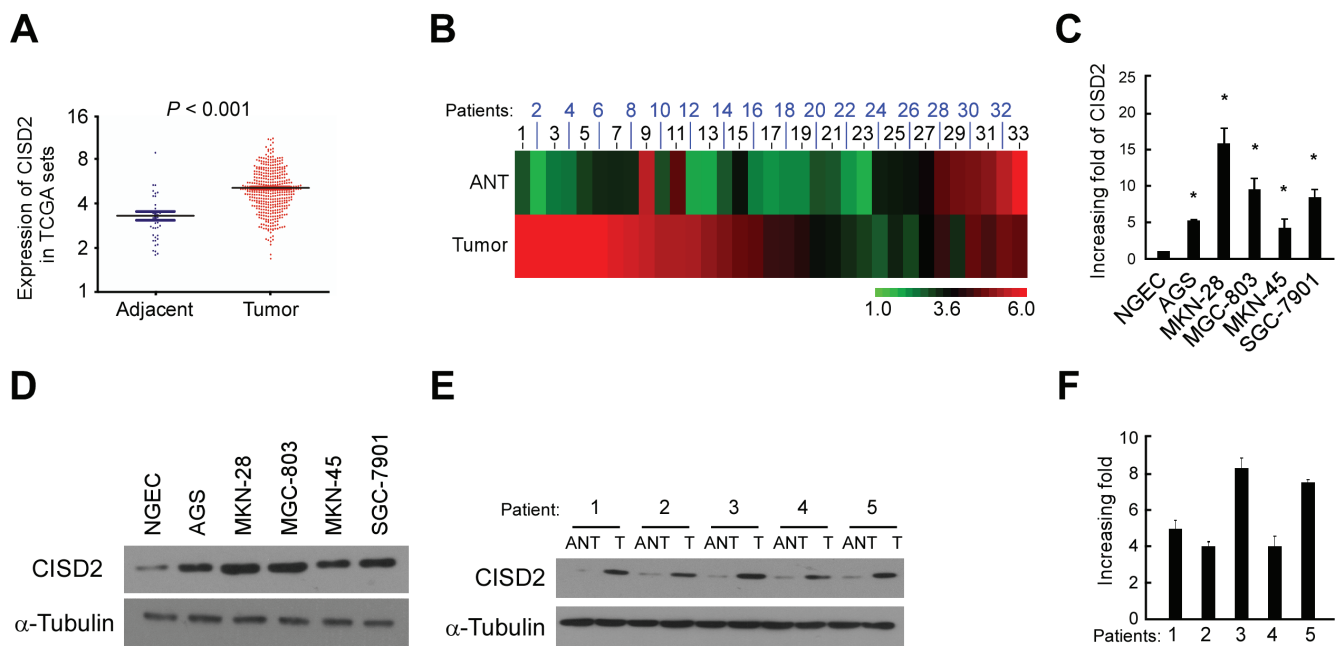 A
P < 0.001
Expression of CISD2
in TCGA sets
16
8
4
2
1
Adjacent
Tumor
B
Patients:
2 4 6 8 10 12 14 16 18 20 22 24 26 28 30 32
1 3 5 7 9 11 13 15 17 19 21 23 25 27 29 31 33
ANT
Tumor
1.0 3.6 6.0
C
Increasing fold of CISD2
25
20
15
10
5
0
* * * * *
NGEC
AGS
MKN-28
MGC-803
MKN-45
SGC-7901
D
NGEC
AGS
MKN-28
MGC-803
MKN-45
SGC-7901
CISD2
α-Tubulin
E
Patient: 1 2 3 4 5
ANT T ANT T ANT T ANT T ANT T
CISD2
α-Tubulin
F
Increasing fold
10
8
6
4
2
0
Patients: 1 2 3 4 5